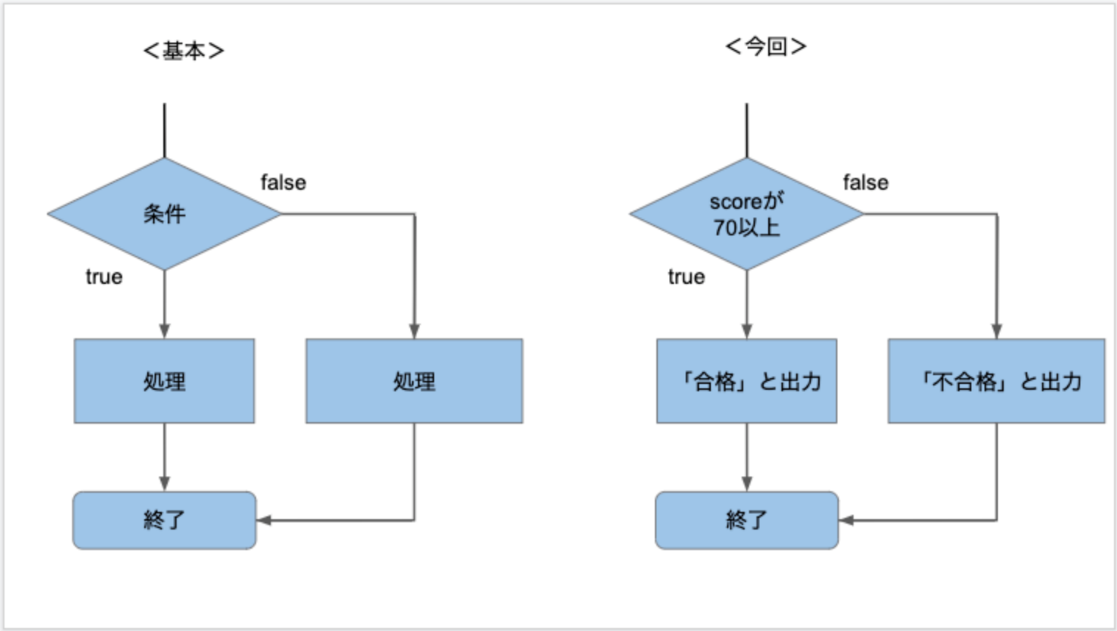 ＜基本＞
条件
false
true
処理
処理
終了
＜今回＞
scoreが
70以上
false
true
「合格」と出力
「不合格」と出力
終了